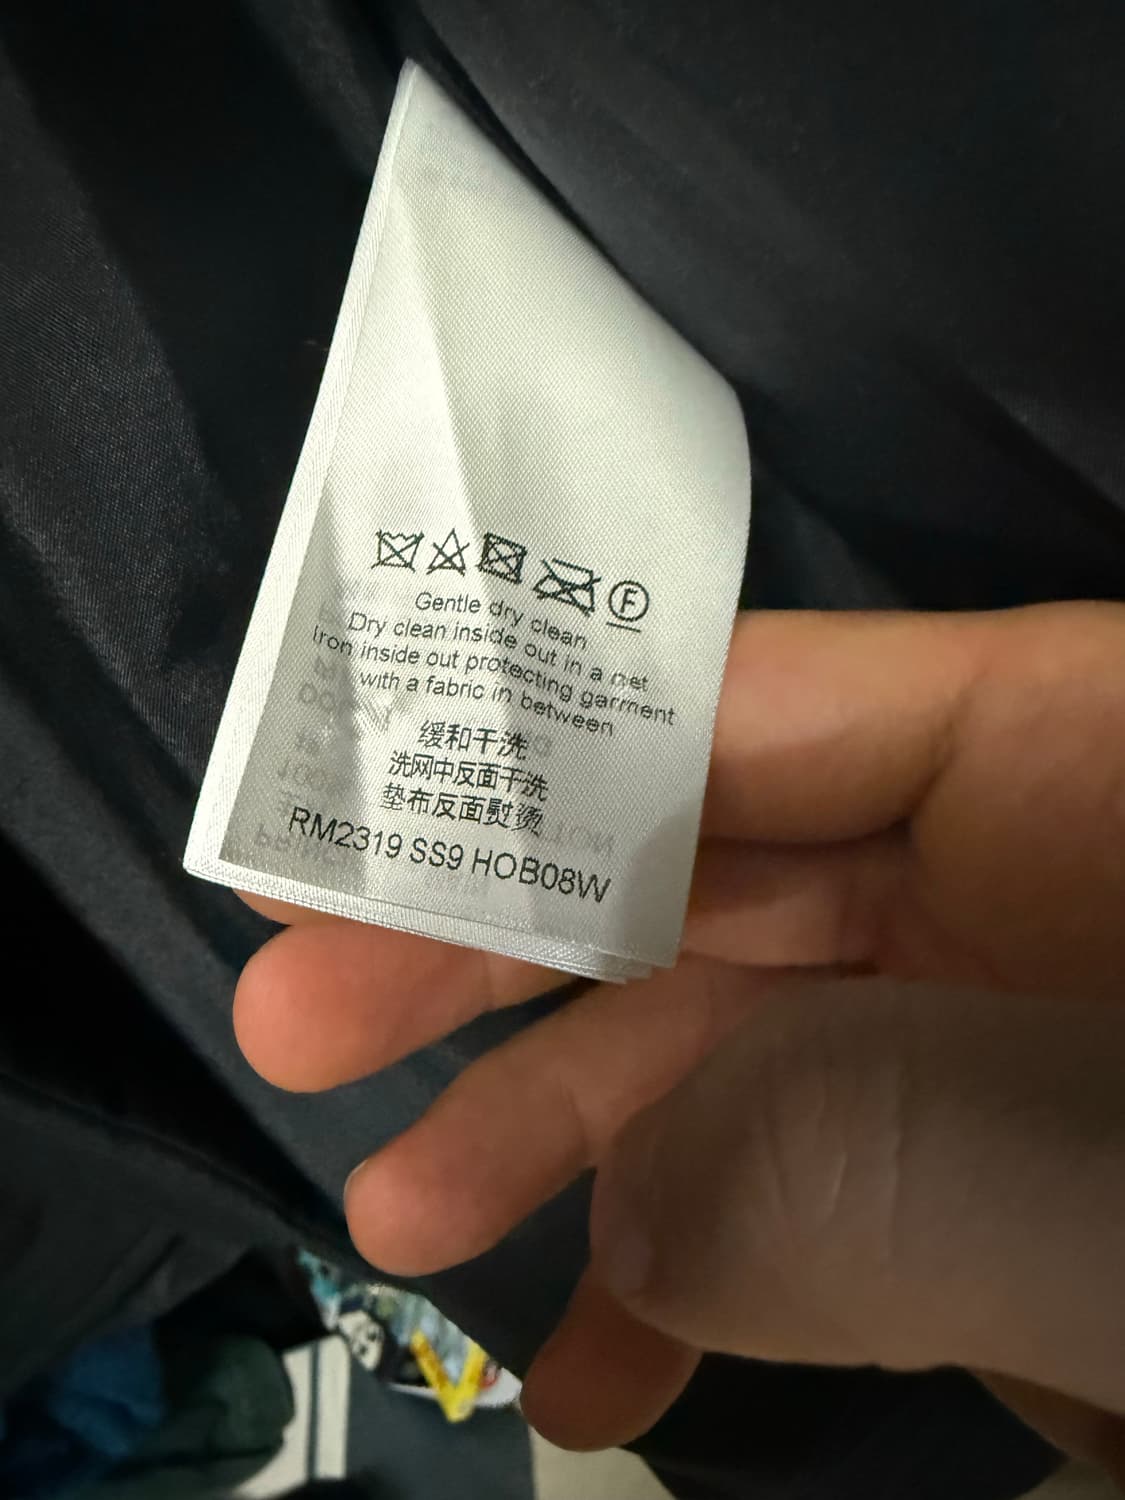 F
Gentle dry clean
Dry clean inside out in a net
Iron inside out protecting garment
with a fabric in between
缓和干洗
洗网中反面干洗
垫布反面熨烫
RM2319 SS9 HOB08W